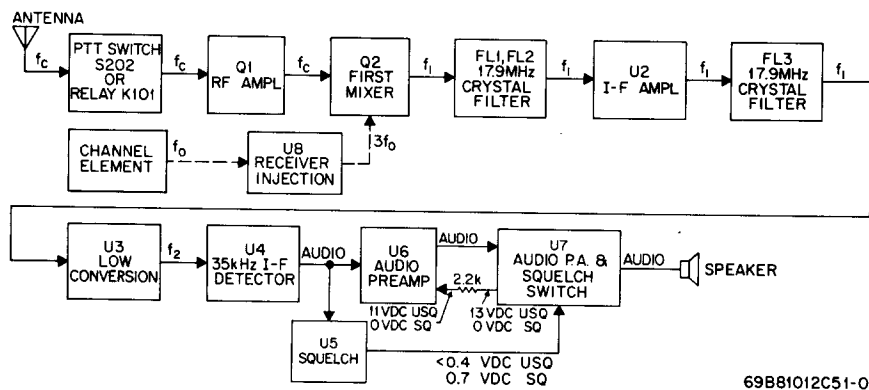 ANTENNA
fc
PTT SWITCH
S202
OR
RELAY K101
fc
Q1
RF AMPL
fc
Q2
FIRST
MIXER
f1
FL1, FL2
17.9MHz
CRYSTAL
FILTER
f1
U2
I-F AMPL
f1
FL3
17.9MHz
CRYSTAL
FILTER
f1
CHANNEL
ELEMENT
fo
U8
RECEIVER
INJECTION
3fo
U3
LOW
CONVERSION
f2
U4
35kHz I-F
DETECTOR
AUDIO
U6
AUDIO
PREAMP
AUDIO
2.2k
11 VDC USQ
0 VDC SQ
13 VDC USQ
0 VDC SQ
U7
AUDIO P.A. &
SQUELCH
SWITCH
AUDIO
SPEAKER
U5
SQUELCH
<0.4 VDC USQ
0.7 VDC SQ
69B81012C51-0